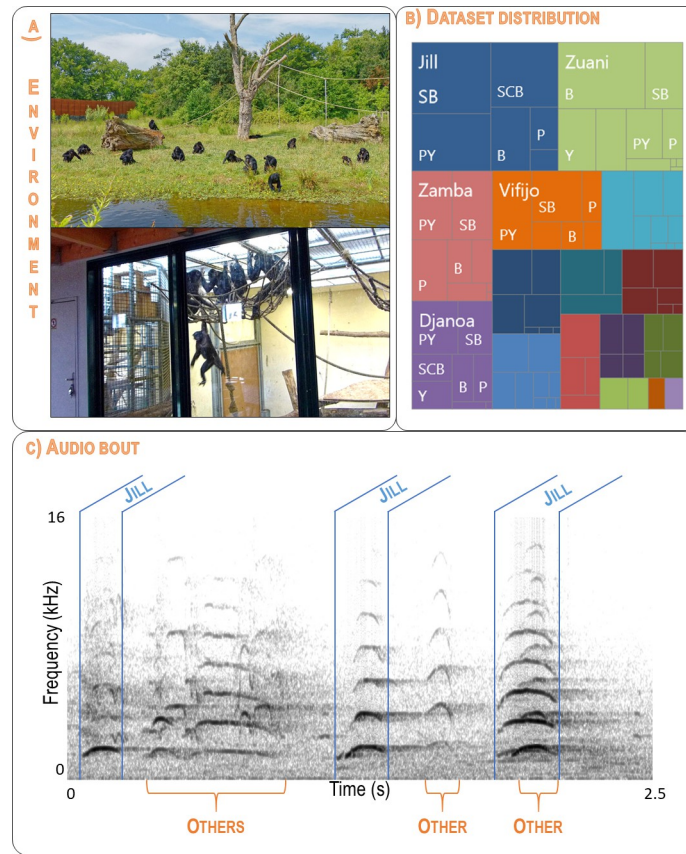 A) ENVIRONMENT
B) DATASET DISTRIBUTION
Jill
SB
SCB
PY
B
P
Zuani
B
SB
Y
PY
P
Zamba
PY
SB
P
B
Vifijo
SB
P
PY
B
Djanoa
PY
SB
SCB
B
P
Y
C) AUDIO BOUT
JILL
JILL
JILL
16
Frequency (kHz)
0
0
Time (s)
2.5
OTHERS
OTHER
OTHER